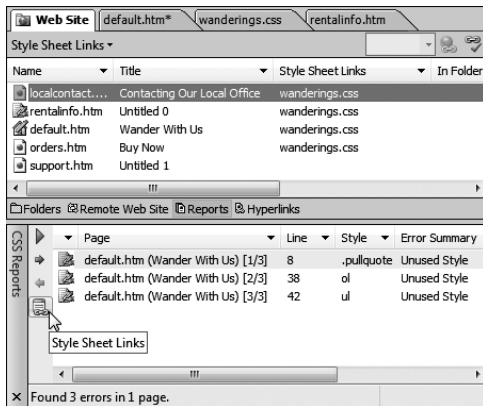 Web Site default.htm* wanderings.css rentalinfo.htm
Style Sheet Links
Name Title Style Sheet Links In Folder
localcontact.... Contacting Our Local Office wanderings.css
rentalinfo.htm Untitled 0 wanderings.css
default.htm Wander With Us wanderings.css
orders.htm Buy Now wanderings.css
support.htm Untitled 1
Folders Remote Web Site Reports Hyperlinks
CSS Reports
Page Line Style Error Summary
default.htm (Wander With Us) [1/3] 8 .pullquote Unused Style
default.htm (Wander With Us) [2/3] 38 ol Unused Style
default.htm (Wander With Us) [3/3] 42 ul Unused Style
Style Sheet Links
Found 3 errors in 1 page.